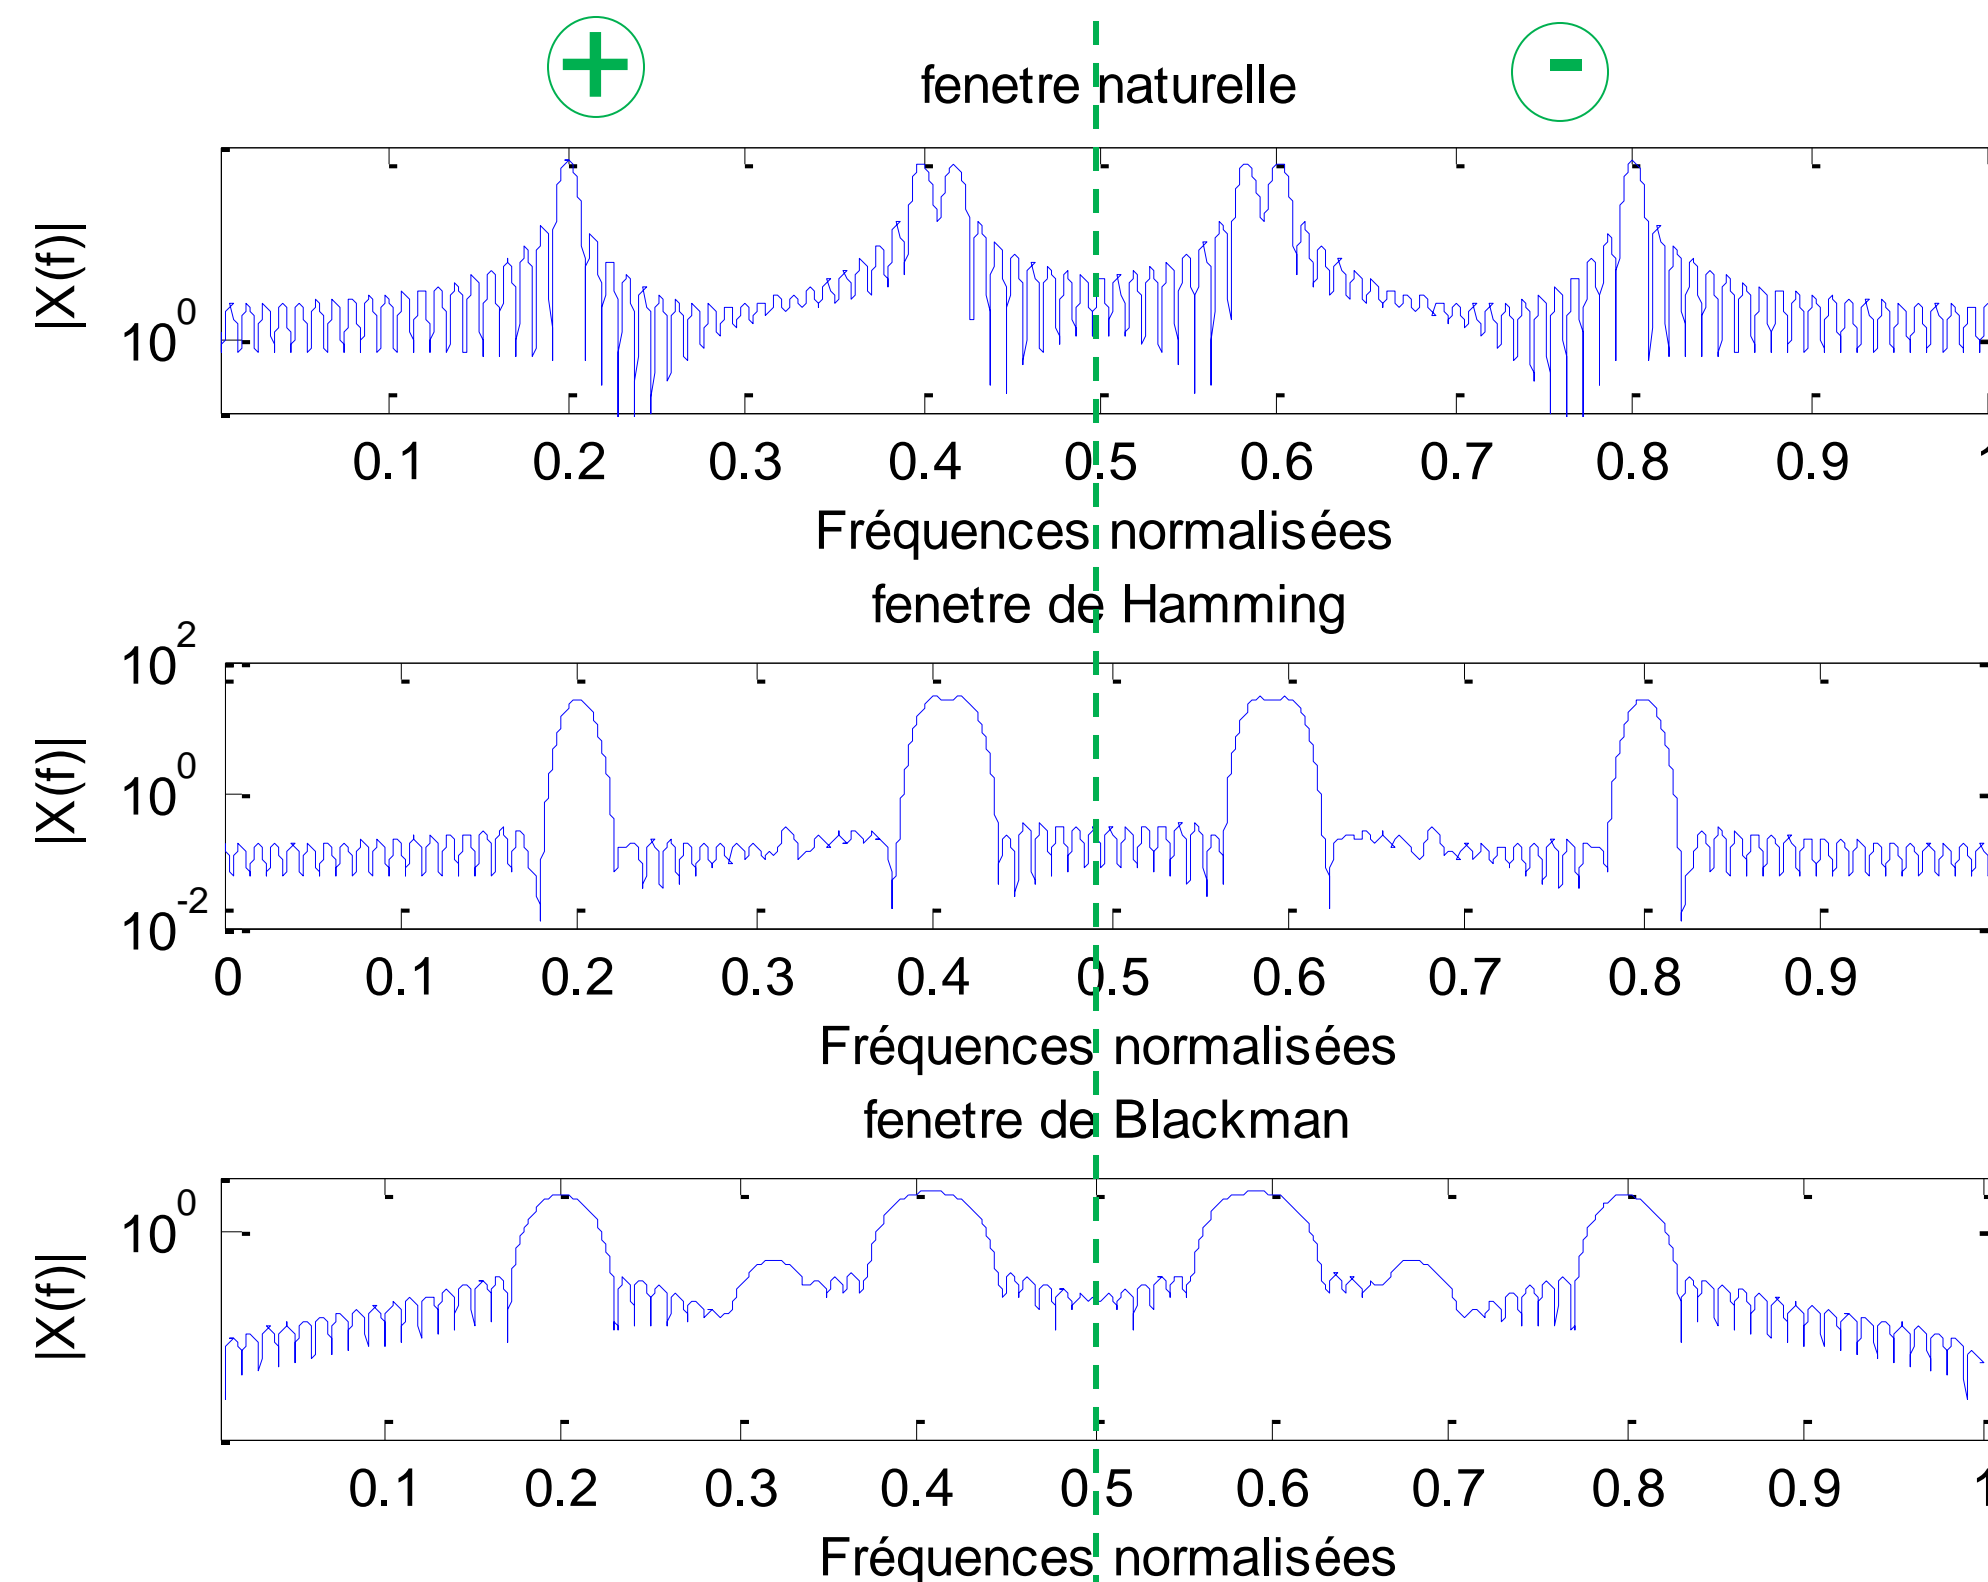 +
-
fenetre naturelle
|X(f)|
10^0
0.1 0.2 0.3 0.4 0.5 0.6 0.7 0.8 0.9 1
Fréquences normalisées
fenetre de Hamming
10^2
|X(f)|
10^0
10^-2
0 0.1 0.2 0.3 0.4 0.5 0.6 0.7 0.8 0.9
Fréquences normalisées
fenetre de Blackman
10^0
|X(f)|
0.1 0.2 0.3 0.4 0.5 0.6 0.7 0.8 0.9 1
Fréquences normalisées